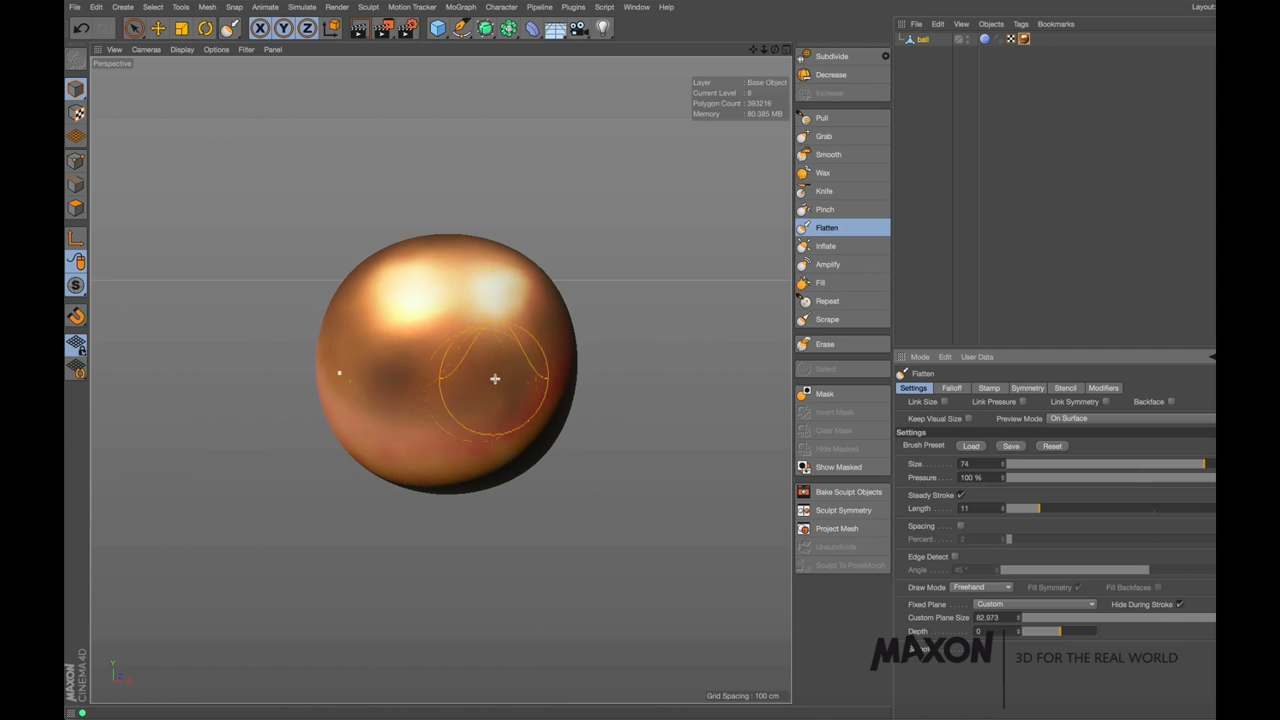 File Edit Create Select Tools Mesh Snap Animate Simulate Render Sculpt Motion Tracker MoGraph Character Pipeline Plugins Script Window Help Layout:
X Y Z
File Edit View Objects Tags Bookmarks
ball
View Cameras Display Options Filter Panel
Perspective
Layer : Base Object
Current Level : 8
Polygon Count : 393216
Memory : 80.385 MB
Subdivide
Decrease
Increase
Pull
Grab
Smooth
Wax
Knife
Pinch
Flatten
Inflate
Amplify
Fill
Repeat
Scrape
Erase
Select
Mask
Invert Mask
Clear Mask
Hide Masked
Show Masked
Bake Sculpt Objects
Sculpt Symmetry
Project Mesh
Unsubdivide
Sculpt To PoseMorph
Mode Edit User Data
Flatten
Settings Falloff Stamp Symmetry Stencil Modifiers
Link Size Link Pressure Link Symmetry Backface
Keep Visual Size Preview Mode On Surface
Settings
Brush Preset Load Save Reset
Size 74
Pressure 100 %
Steady Stroke
Length 11
Spacing
Percent 2
Edge Detect
Angle 45 °
Draw Mode Freehand Fill Symmetry Fill Backfaces
Fixed Plane Custom Hide During Stroke
Custom Plane Size 82.973
Depth 0
MAXON 3D FOR THE REAL WORLD
Y
Z X
Grid Spacing : 100 cm
MAXON
CINEMA 4D